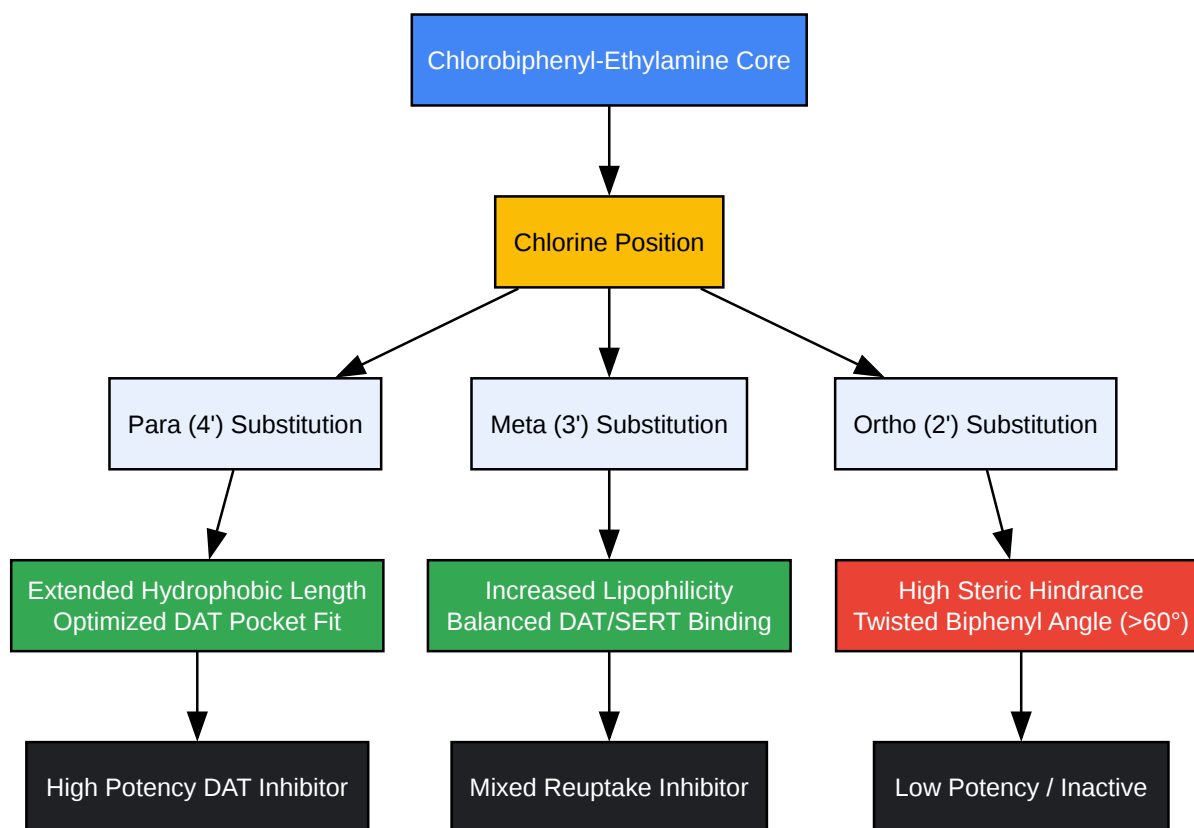 Chlorobiphenyl-Ethylamine Core
Chlorine Position
Para (4') Substitution
Meta (3') Substitution
Ortho (2') Substitution
Extended Hydrophobic Length
Optimized DAT Pocket Fit
Increased Lipophilicity
Balanced DAT/SERT Binding
High Steric Hindrance
Twisted Biphenyl Angle (>60°)
High Potency DAT Inhibitor
Mixed Reuptake Inhibitor
Low Potency / Inactive